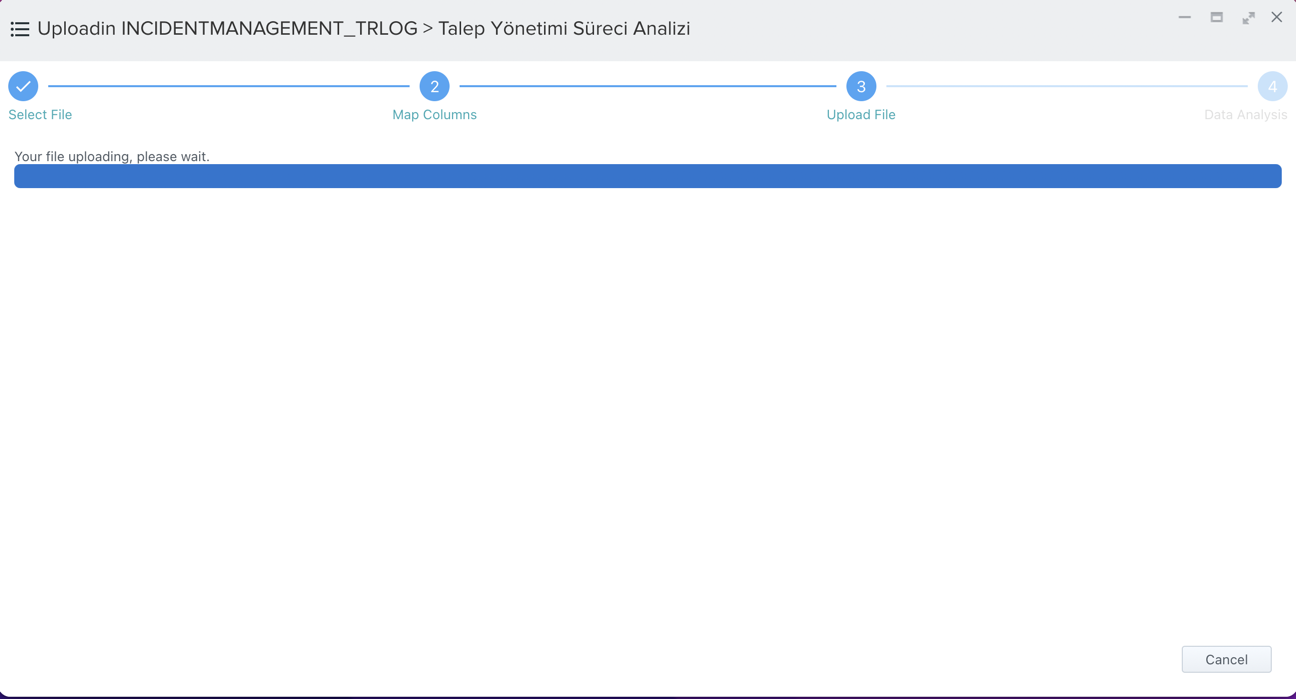 Uploadin INCIDENTMANAGEMENT_TRLOG > Talep Yönetimi Süreci Analizi
2
3
4
Select File
Map Columns
Upload File
Data Analysis
Your file uploading, please wait.
Cancel